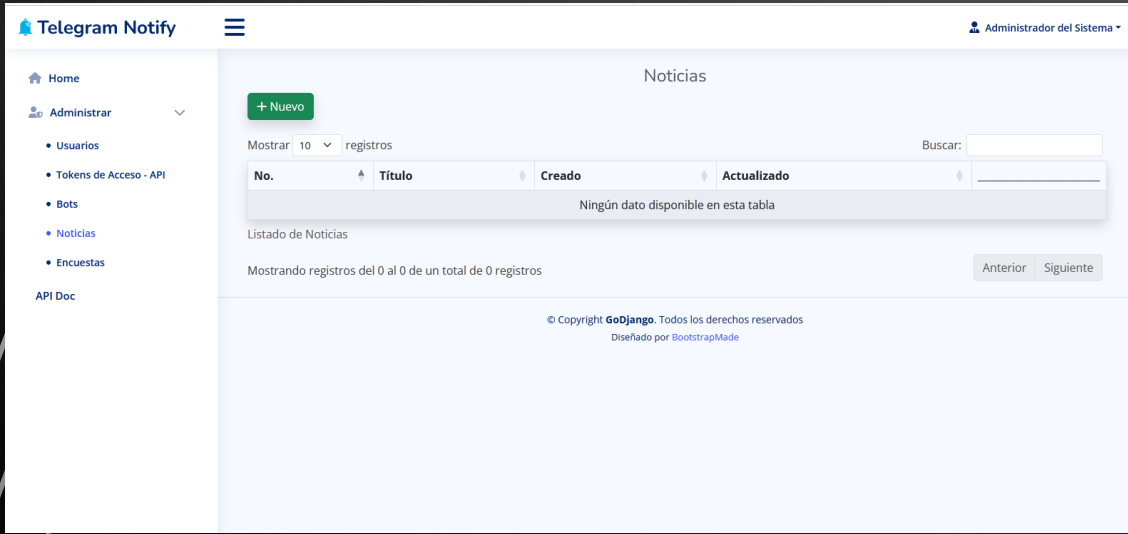 Telegram Notify
Administrador del Sistema
Home
Administrar
Usuarios
Tokens de Acceso - API
Bots
Noticias
Encuestas
API Doc
Noticias
+ Nuevo
Mostrar 10 registros
Buscar:
No. Título Creado Actualizado ____________________
Ningún dato disponible en esta tabla
Listado de Noticias
Mostrando registros del 0 al 0 de un total de 0 registros
Anterior Siguiente
© Copyright GoDjango. Todos los derechos reservados
Diseñado por BootstrapMade